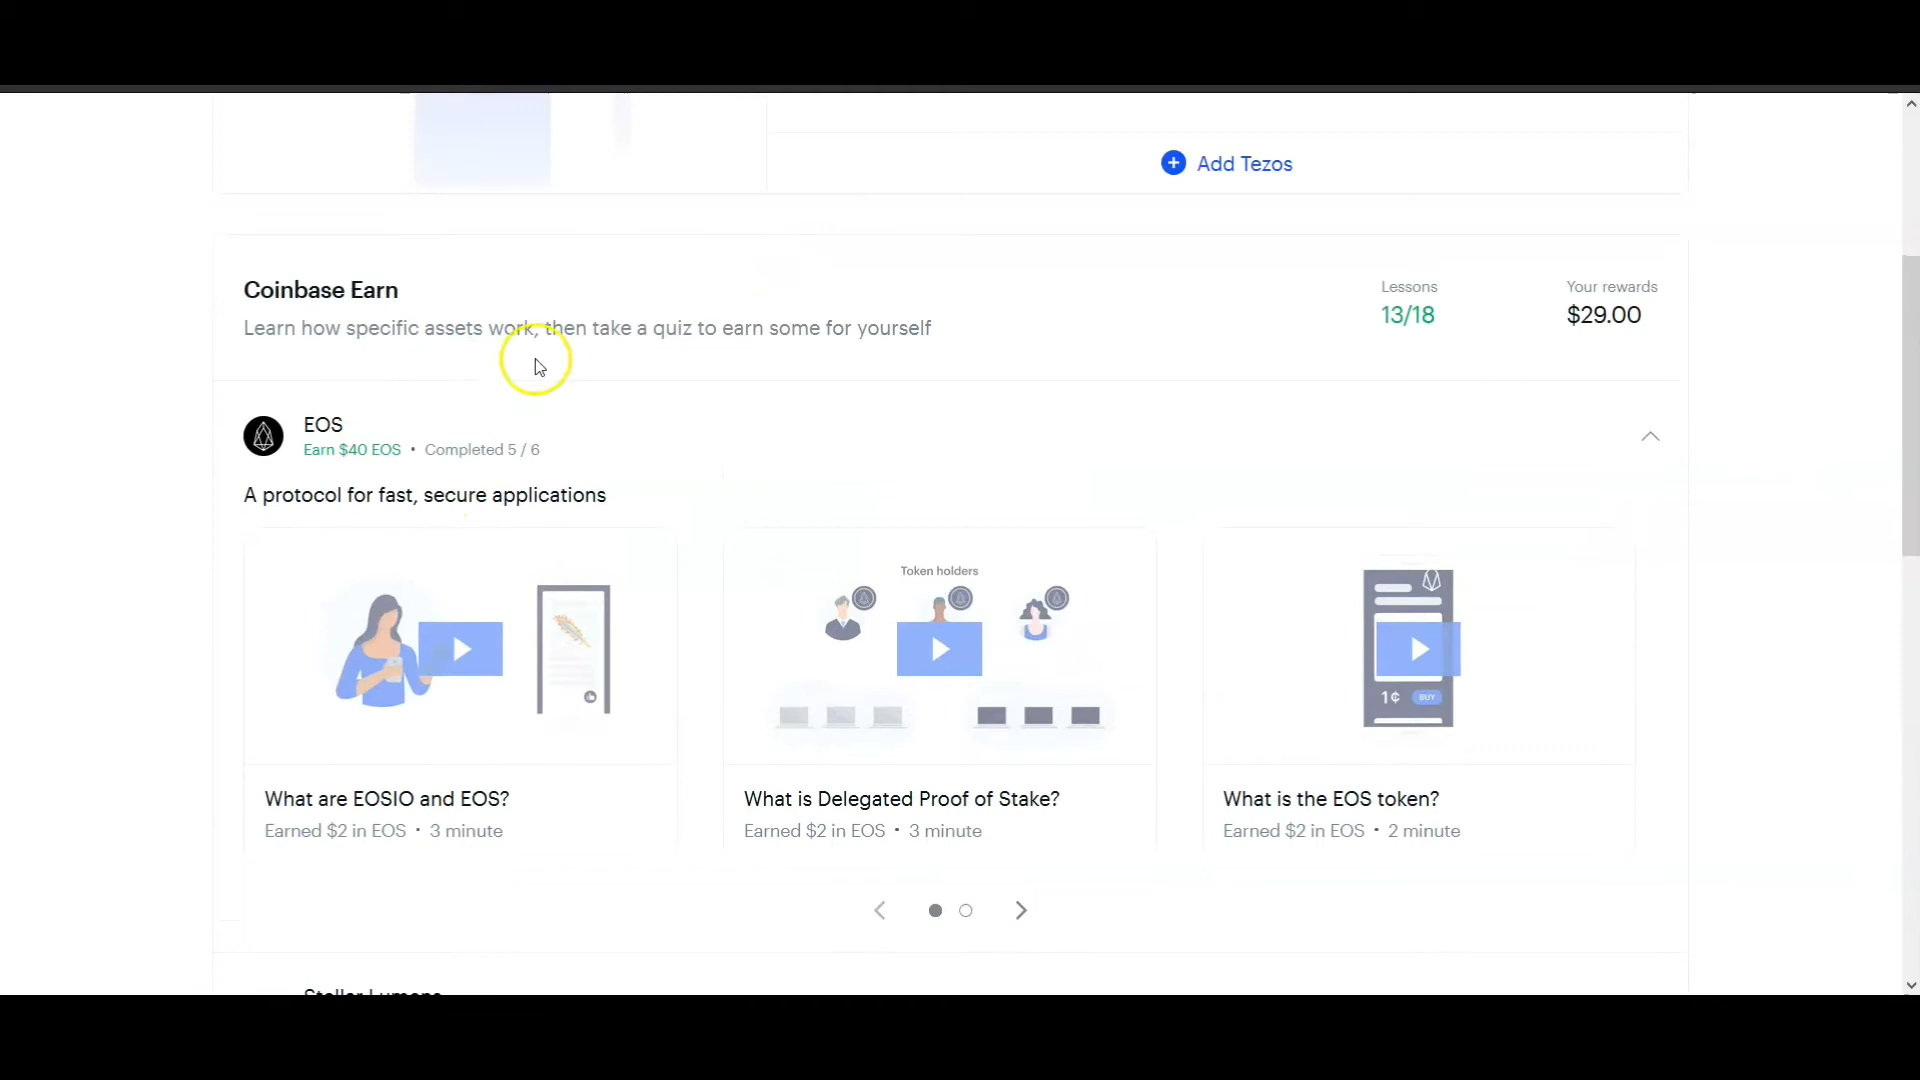 Add Tezos
Coinbase Earn
Learn how specific assets work, then take a quiz to earn some for yourself
Lessons
13/18
Your rewards
$29.00
EOS
Earn $40 EOS • Completed 5 / 6
A protocol for fast, secure applications
Token holders
1¢ BUY
What are EOSIO and EOS?
Earned $2 in EOS • 3 minute
What is Delegated Proof of Stake?
Earned $2 in EOS • 3 minute
What is the EOS token?
Earned $2 in EOS • 2 minute
Stellar Lumens